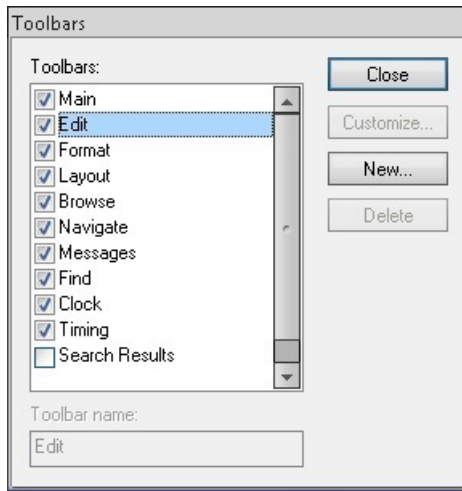 Toolbars
Toolbars:
Main
Edit
Format
Layout
Browse
Navigate
Messages
Find
Clock
Timing
Search Results
Close
Customize...
New...
Delete
Toolbar name:
Edit